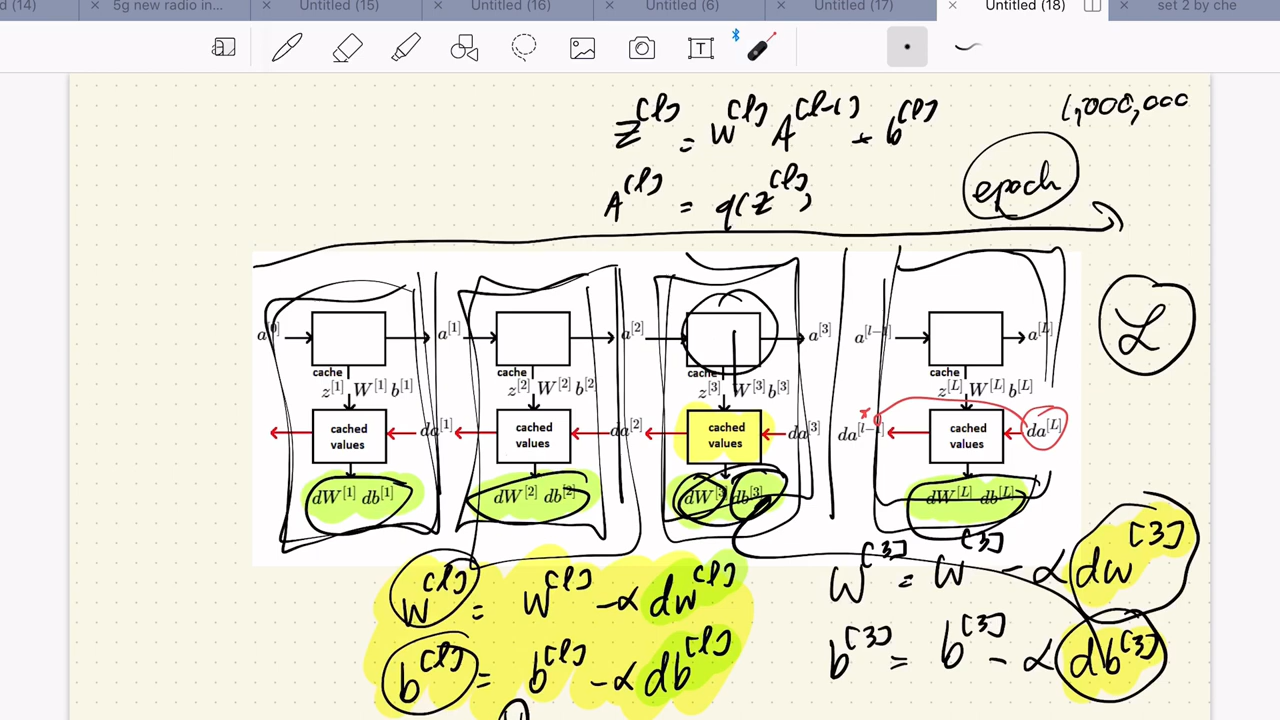 d (14) 5g new radio in... Untitled (15) Untitled (16) Untitled (6) Untitled (17) Untitled (18) set 2 by che
T
Z^[l] = W^[l] A^[l-1] + b^[l]
1,000,000
A^[l] = g(Z^[l])
epoch
a^[0] a^[1] a^[2] a^[3] a^[l-1] a^[L]
ℒ
cache cache cache cache
z^[1] W^[1] b^[1] z^[2] W^[2] b^[2 z^[3] W^[3] b^[3] z^[L] W^[L] b^[L]
cached values da^[1] cached values da^[2] cached values da^[3] da^[l-1] cached values da^[L]
dW^[1] db^[1] dW^[2] db^[2] dW^[3] db^[3] dW^[L] db^[L]
W^[l] = W^[l] - α dW^[l]
W^[3] = W^[3] - α dW^[3]
b^[l] = b^[l] - α db^[l]
b^[3] = b^[3] - α db^[3]